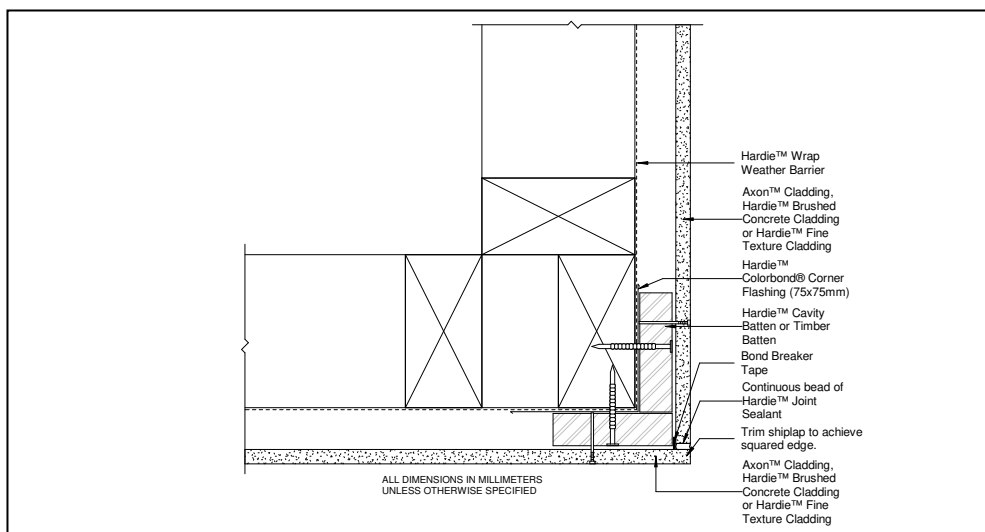 Hardie™ Wrap
Weather Barrier
Axon™ Cladding,
Hardie™ Brushed
Concrete Cladding
or Hardie™ Fine
Texture Cladding
Hardie™
Colorbond® Corner
Flashing (75x75mm)
Hardie™ Cavity
Batten or Timber
Batten
Bond Breaker
Tape
Continuous bead of
Hardie™ Joint
Sealant
Trim shiplap to achieve
squared edge.
Axon™ Cladding,
Hardie™ Brushed
Concrete Cladding
or Hardie™ Fine
Texture Cladding
ALL DIMENSIONS IN MILLIMETERS
UNLESS OTHERWISE SPECIFIED